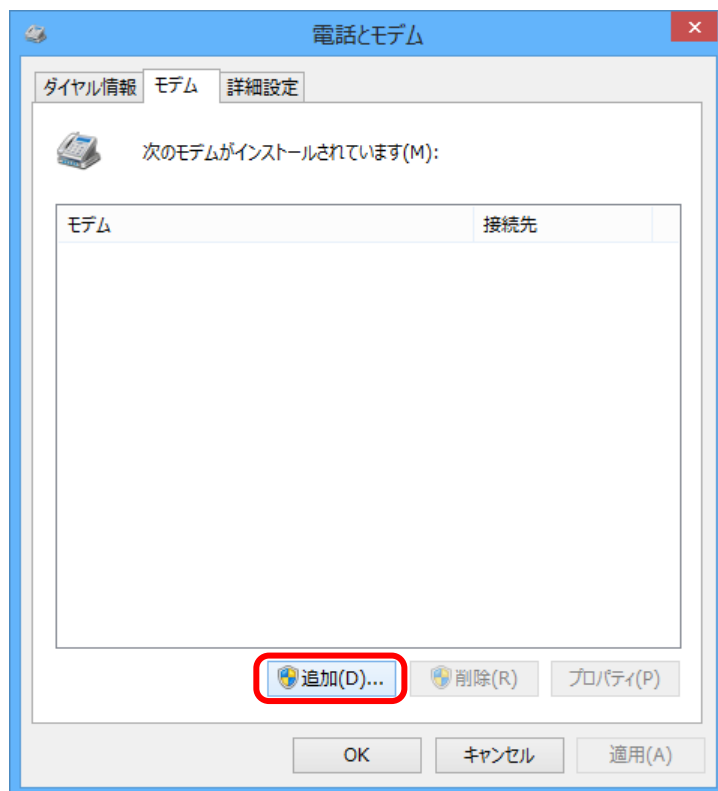 電話とモデム
ダイヤル情報 モデム 詳細設定
次のモデムがインストールされています(M):
モデム 接続先
追加(D)... 削除(R) プロパティ(P)
OK キャンセル 適用(A)